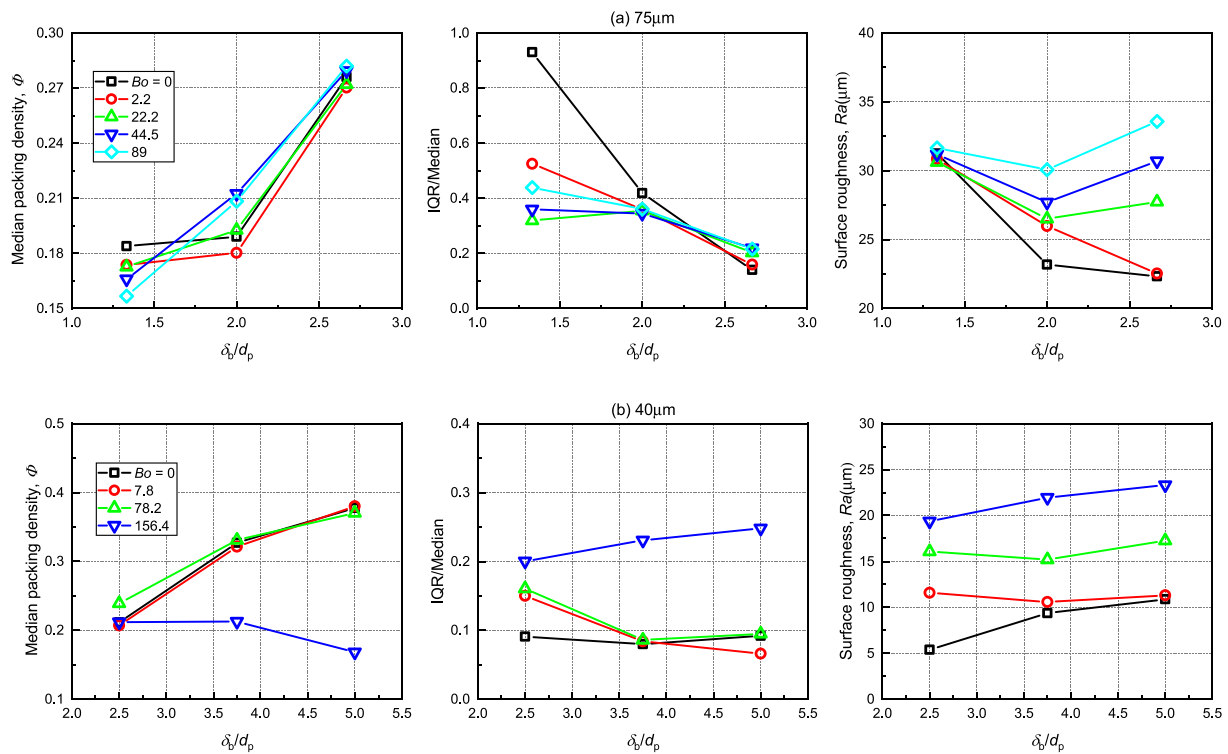 (a) 75μm
Median packing density, Φ
0.30
0.27
0.24
0.21
0.18
0.15
Bo = 0
2.2
22.2
44.5
89
1.0 1.5 2.0 2.5 3.0
δb/dp
IQR/Median
1.0
0.8
0.6
0.4
0.2
0.0
1.0 1.5 2.0 2.5 3.0
δb/dp
Surface roughness, Ra(μm)
40
35
30
25
20
1.0 1.5 2.0 2.5 3.0
δb/dp
(b) 40μm
Median packing density, Φ
0.5
0.4
0.3
0.2
0.1
Bo = 0
7.8
78.2
156.4
2.0 2.5 3.0 3.5 4.0 4.5 5.0 5.5
δb/dp
IQR/Median
0.4
0.3
0.2
0.1
0.0
2.0 2.5 3.0 3.5 4.0 4.5 5.0 5.5
δb/dp
Surface roughness, Ra(μm)
30
25
20
15
10
5
0
2.0 2.5 3.0 3.5 4.0 4.5 5.0 5.5
δb/dp